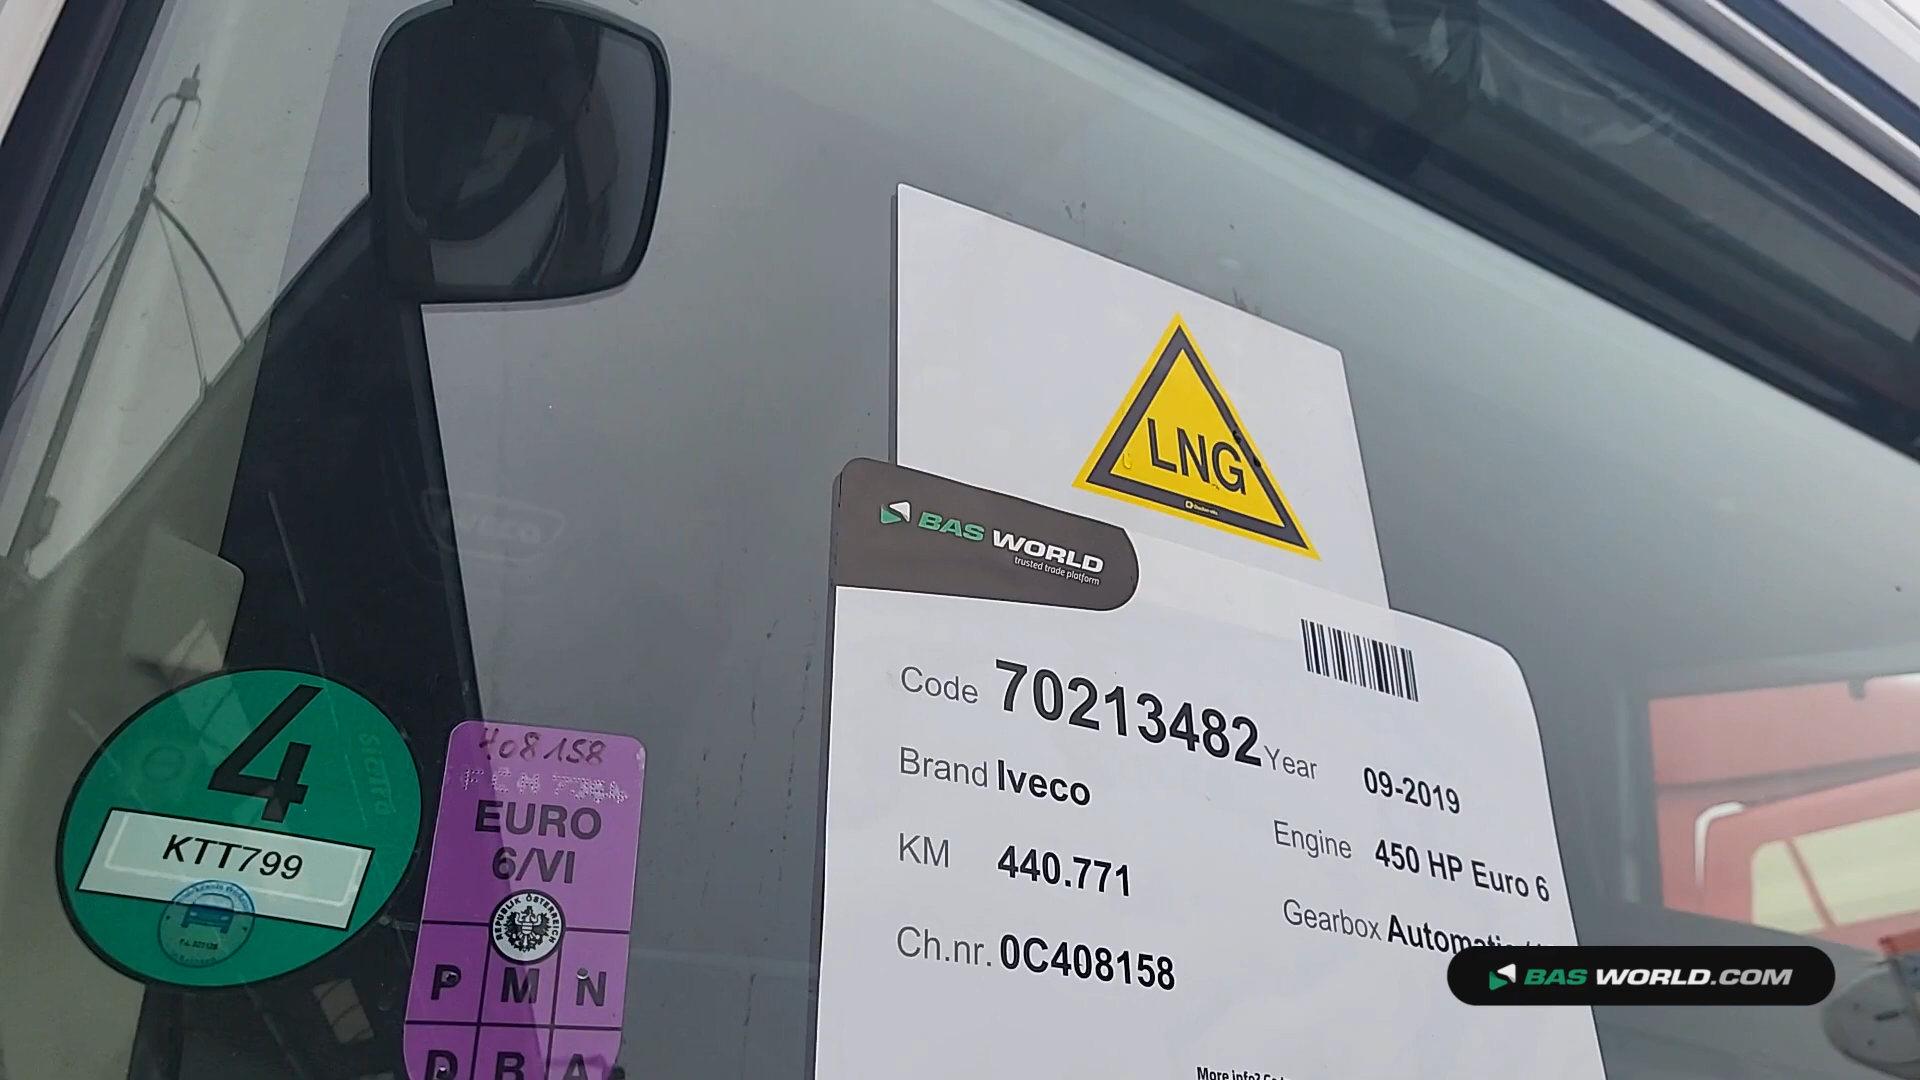 LNG
BAS WORLD
trusted trade platform
Code 70213482
Year 09-2019
Brand Iveco
Engine 450 HP Euro 6
KM 440.771
Gearbox
Ch.nr. 0C408158
4
KTT799
408158
EURO
6/VI
REPUBLIK ÖSTERREICH
P M N
D B A
BAS WORLD.COM